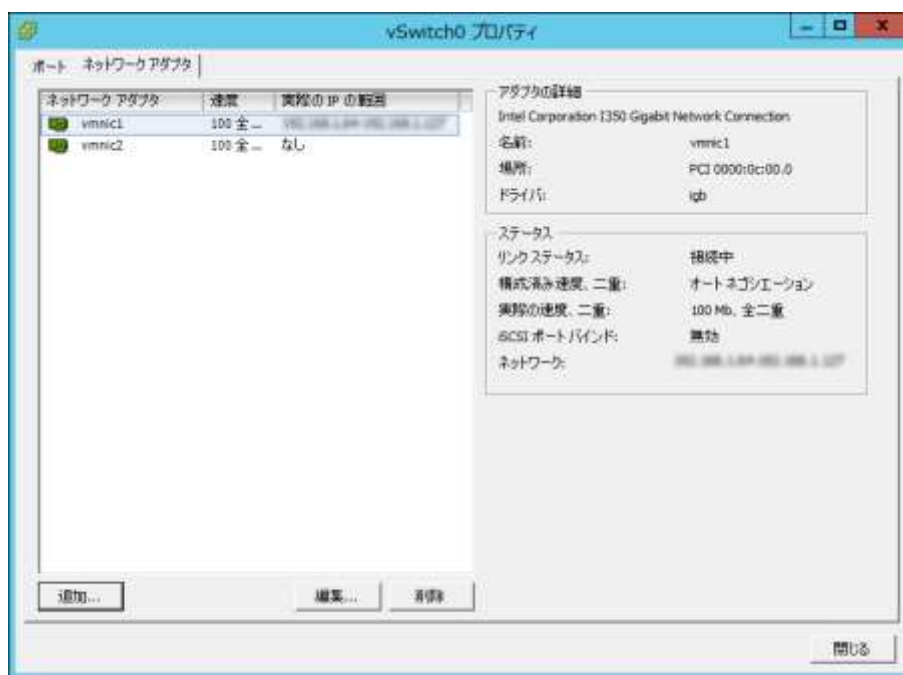 vSwitch0 プロパティ
ポート ネットワーク アダプタ
ネットワーク アダプタ 速度 実際の IP の範囲
vmnic1 100 全...
vmnic2 100 全... なし
追加... 編集... 削除
アダプタの詳細
Intel Corporation I350 Gigabit Network Connection
名前: vmnic1
場所: PCI 0000:0c:00.0
ドライバ: igb
ステータス
リンク ステータス: 接続中
構成済み速度、二重: オート ネゴシエーション
実際の速度、二重: 100 Mb、全二重
iSCSI ポート バインド: 無効
ネットワーク:
閉じる